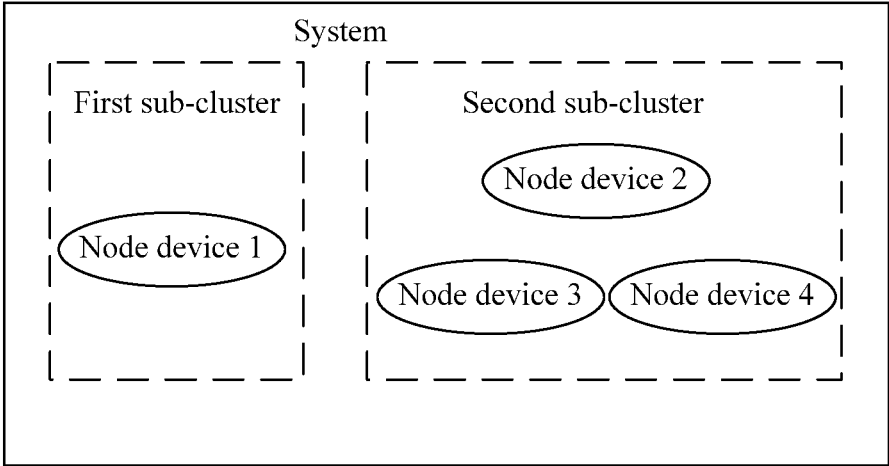 System
First sub-cluster
Second sub-cluster
Node device 2
Node device 1
Node device 3
Node device 4